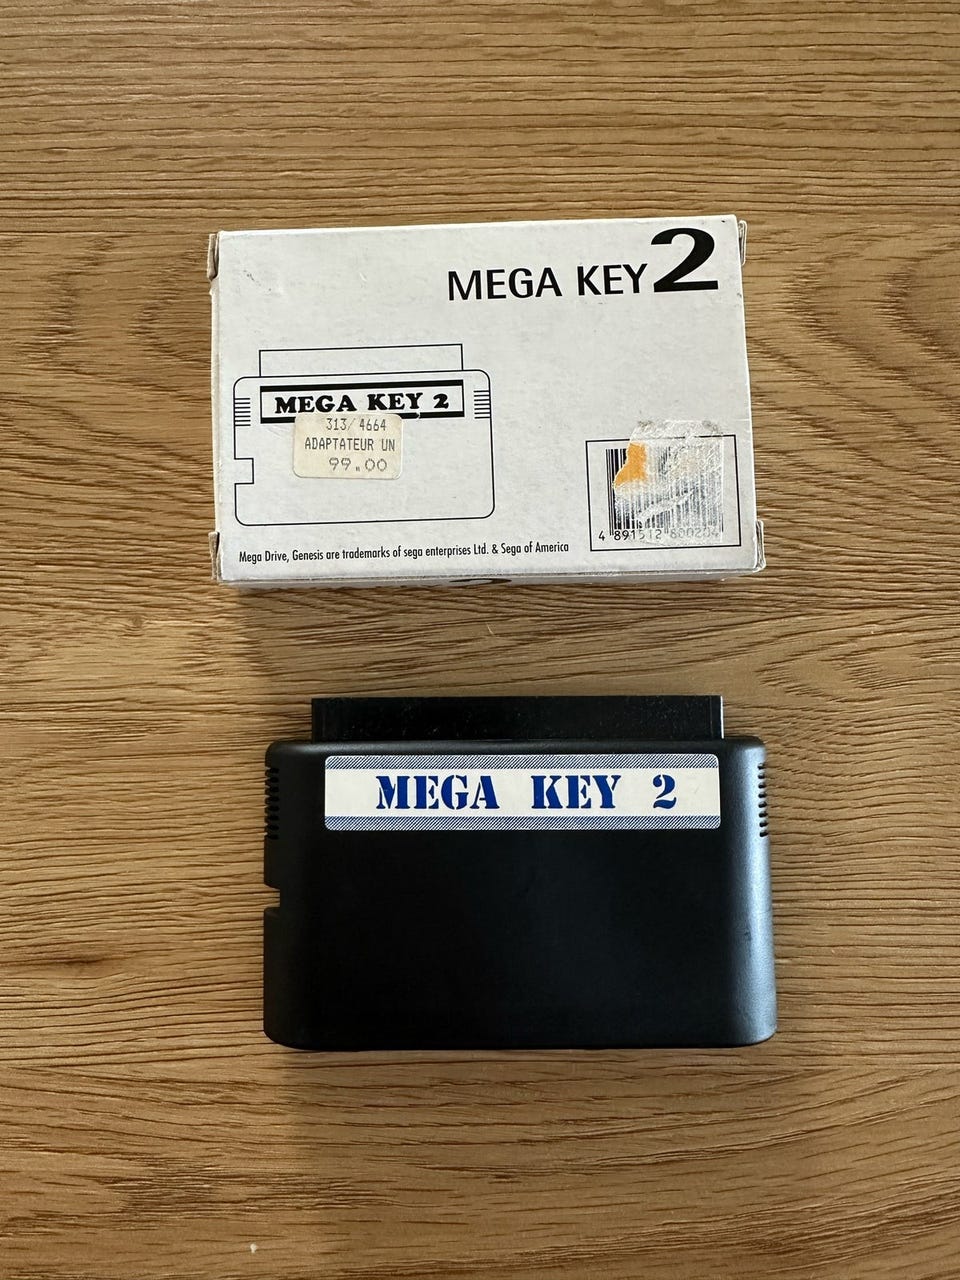 MEGA KEY 2
MEGA KEY 2
313/4664
ADAPTATEUR UN
99.00
Mega Drive, Genesis are trademarks of sega enterprises Ltd. & Sega of America
MEGA KEY 2